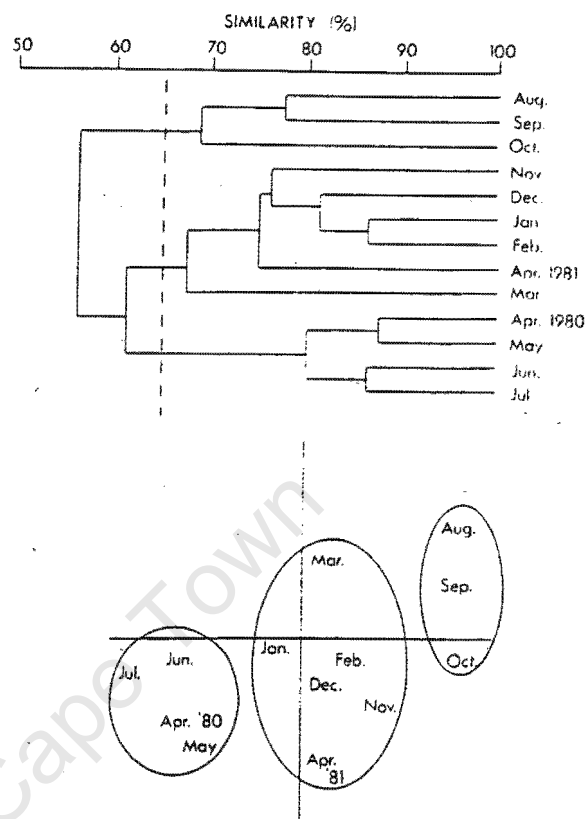 SIMILARITY (%)
50 60 70 80 90 100
Aug.
Sep.
Oct.
Nov
Dec.
Jan
Feb.
Apr. 1981
Mar
Apr. 1980
May
Jun.
Jul
Aug.
Mar.
Sep.
Jan. Feb. Oct.
Jul. Jun.
Dec.
Nov.
Apr. '80
May
Apr.
'81
Cape Town